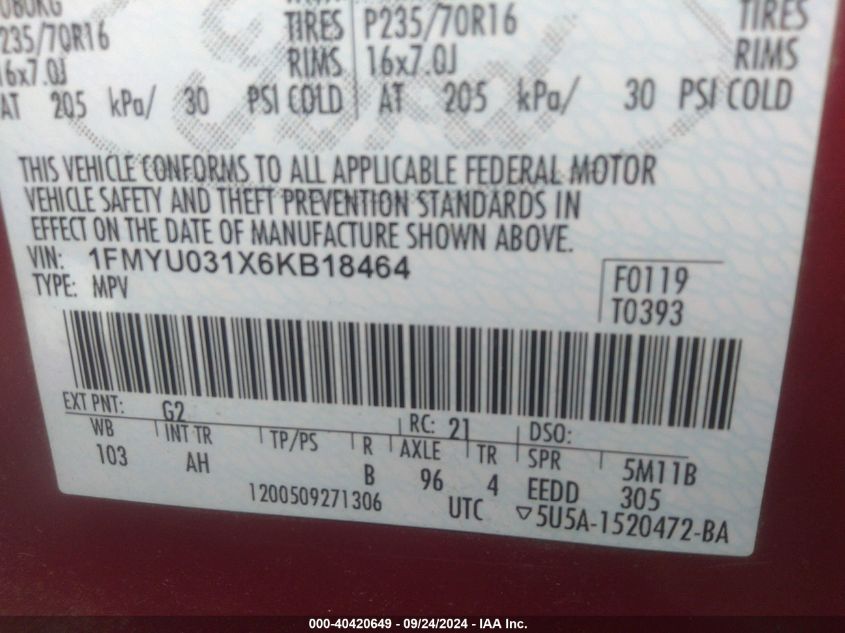 TIRES P235/70R16 TIRES
235/70R16 RIMS 16x7.0J RIMS
16x7.0J AT 205 kPa/ 30 PSI COLD
AT 205 kPa/ 30 PSI COLD
Ford
THIS VEHICLE CONFORMS TO ALL APPLICABLE FEDERAL MOTOR
VEHICLE SAFETY AND THEFT PREVENTION STANDARDS IN
EFFECT ON THE DATE OF MANUFACTURE SHOWN ABOVE.
VIN: 1FMYU031X6KB18464
TYPE: MPV
F0119
T0393
EXT PNT: G2 RC: 21 DSO:
WB INT TR TP/PS R AXLE TR SPR 5M11B
103 AH B 96 4 EEDD 305
1200509271306 UTC ▽5U5A-1520472-BA
000-40420649 - 09/24/2024 - IAA Inc.